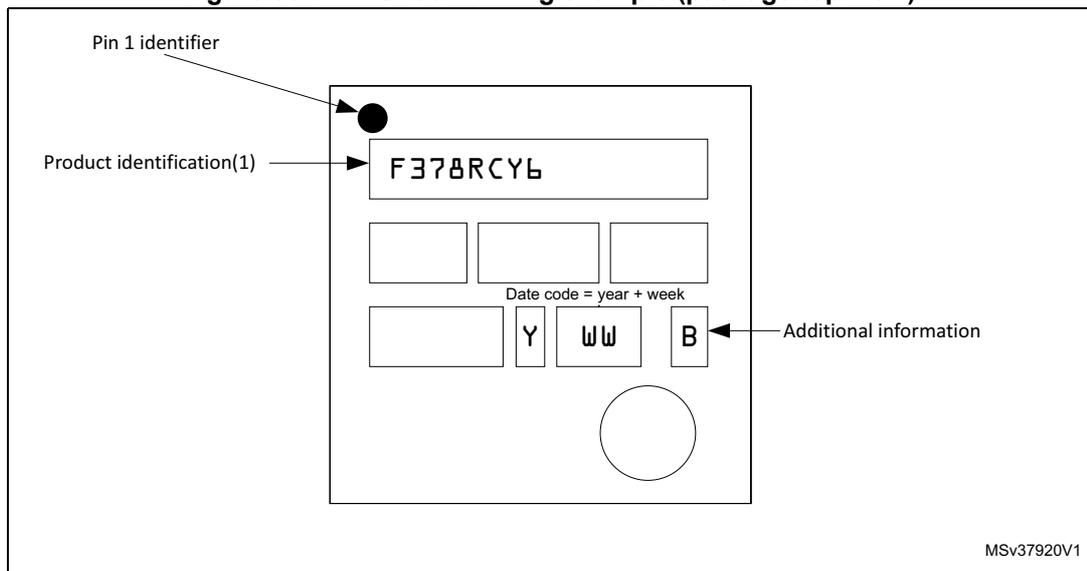 Pin 1 identifier
Product identification(1)
F378RCY6
Date code = year + week
Y WW B
Additional information
MSv37920V1